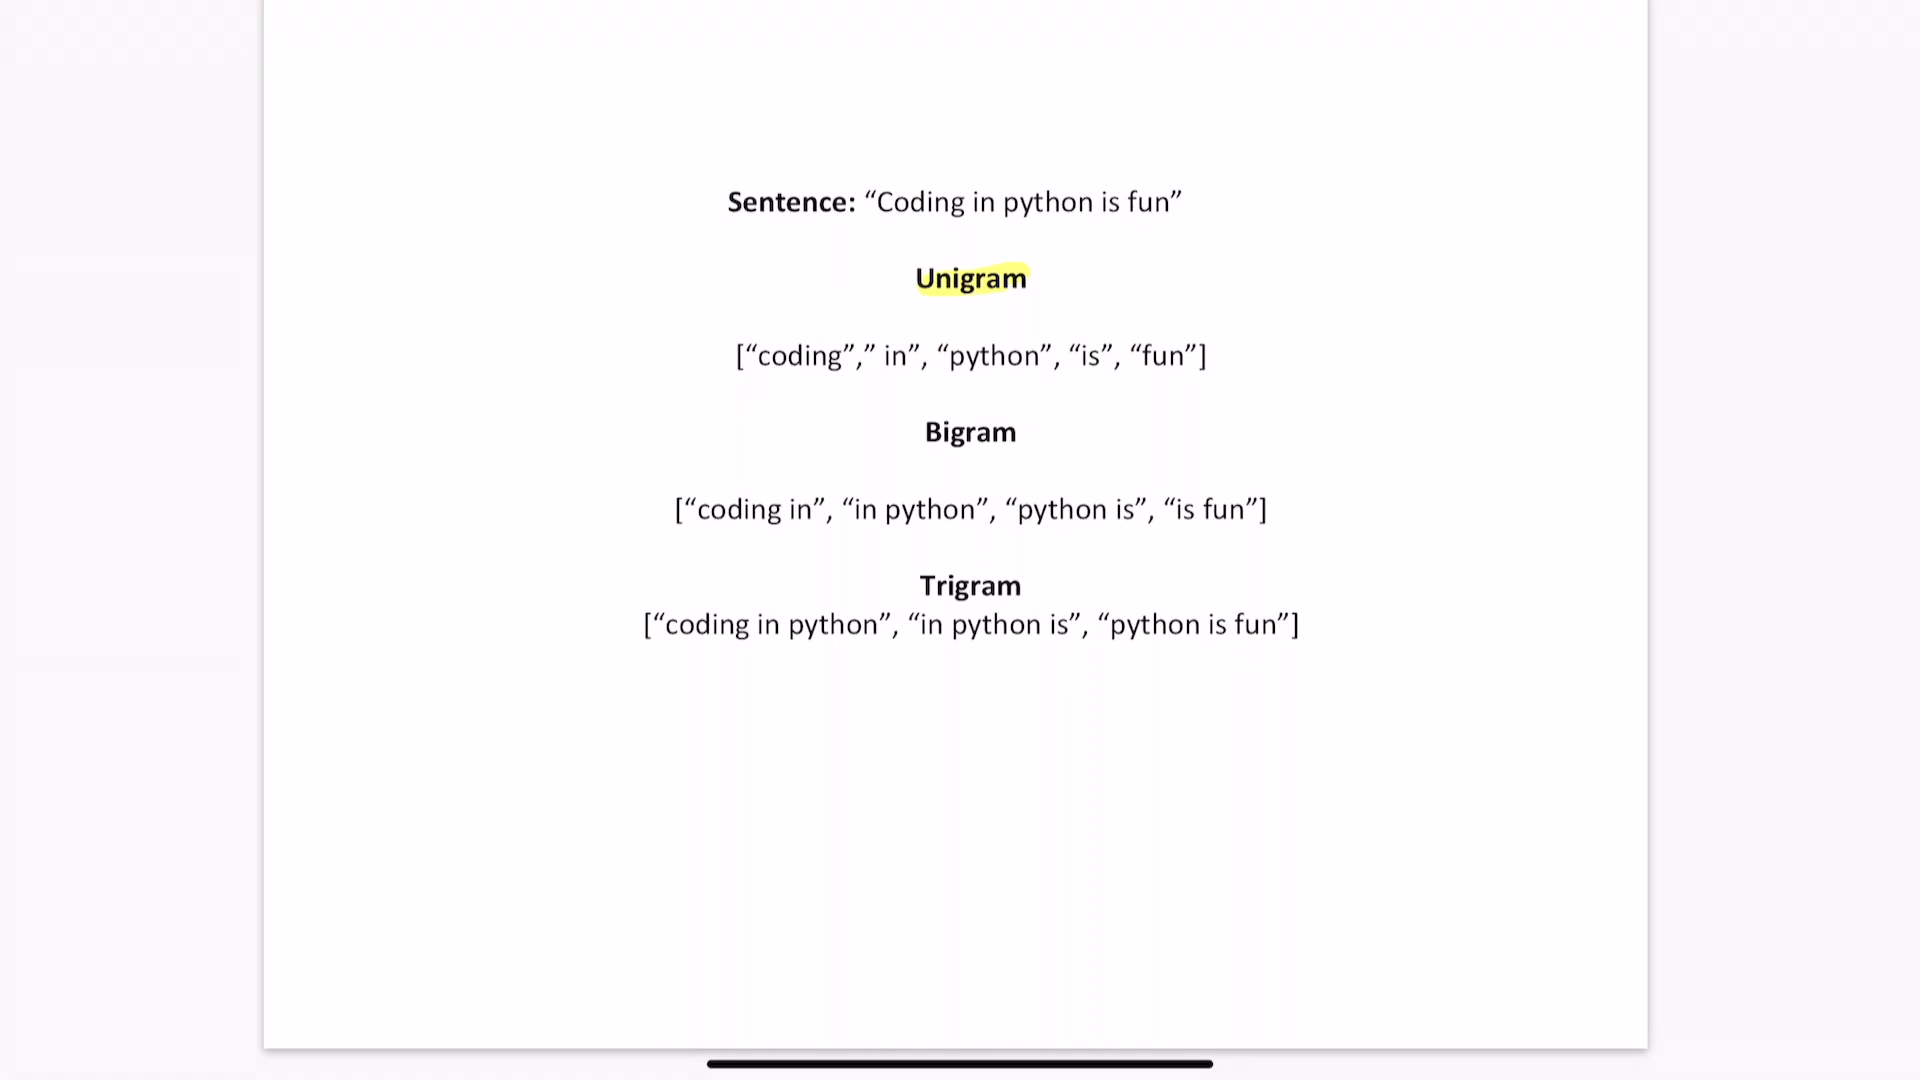 Sentence: “Coding in python is fun”
Unigram
[“coding”,” in”, “python”, “is”, “fun”]
Bigram
[“coding in”, “in python”, “python is”, “is fun”]
Trigram
[“coding in python”, “in python is”, “python is fun”]